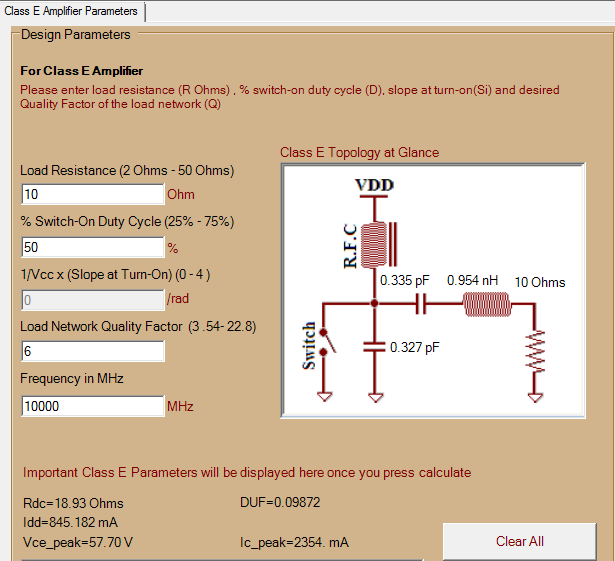 Class E Amplifier Parameters
Design Parameters
For Class E Amplifier
Please enter load resistance (R Ohms) , % switch-on duty cycle (D), slope at turn-on(Si) and desired
Quality Factor of the load network (Q)
Class E Topology at Glance
Load Resistance (2 Ohms - 50 Ohms)
10 Ohm
% Switch-On Duty Cycle (25% - 75%)
50 %
1/Vcc x (Slope at Turn-On) (0 - 4 )
0 /rad
Load Network Quality Factor (3 .54- 22.8)
6
Frequency in MHz
10000 MHz
VDD
R.F.C
0.335 pF 0.954 nH 10 Ohms
Switch
0.327 pF
Important Class E Parameters will be displayed here once you press calculate
Rdc=18.93 Ohms DUF=0.09872
Idd=845.182 mA
Vce_peak=57.70 V Ic_peak=2354. mA
Clear All